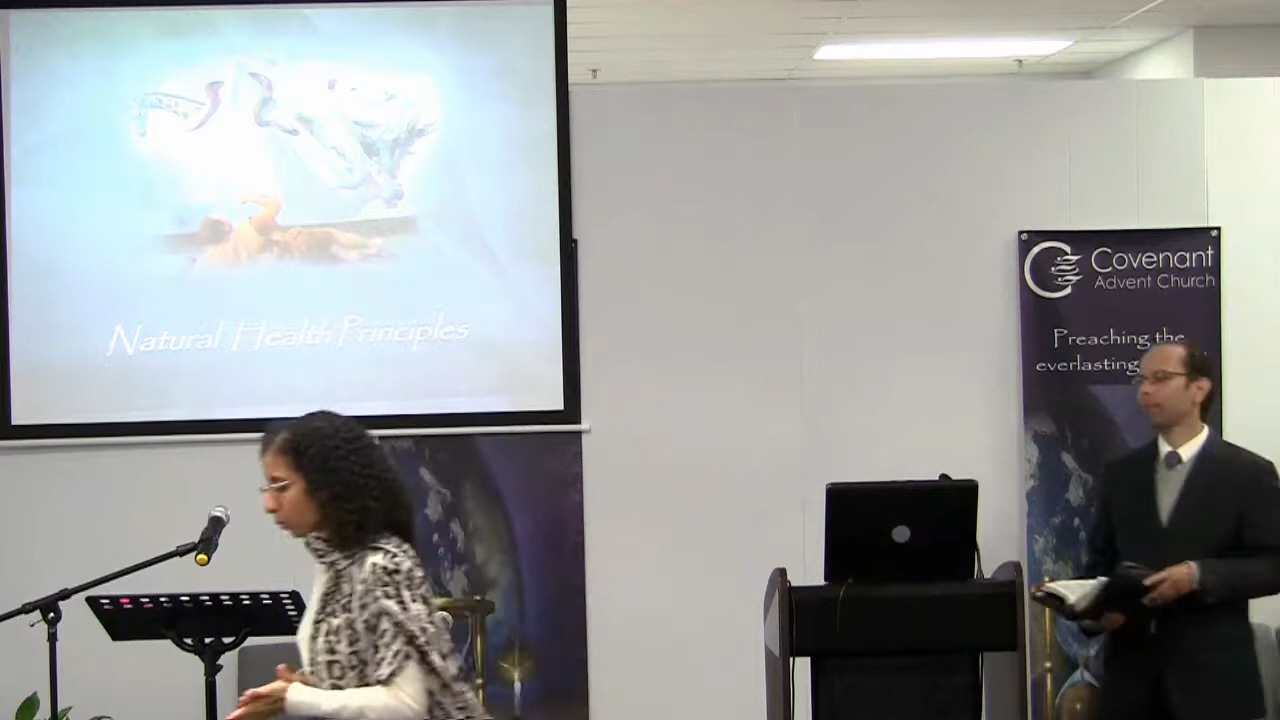 Natural Health Principles
Covenant
Advent Church
Preaching the
everlasting